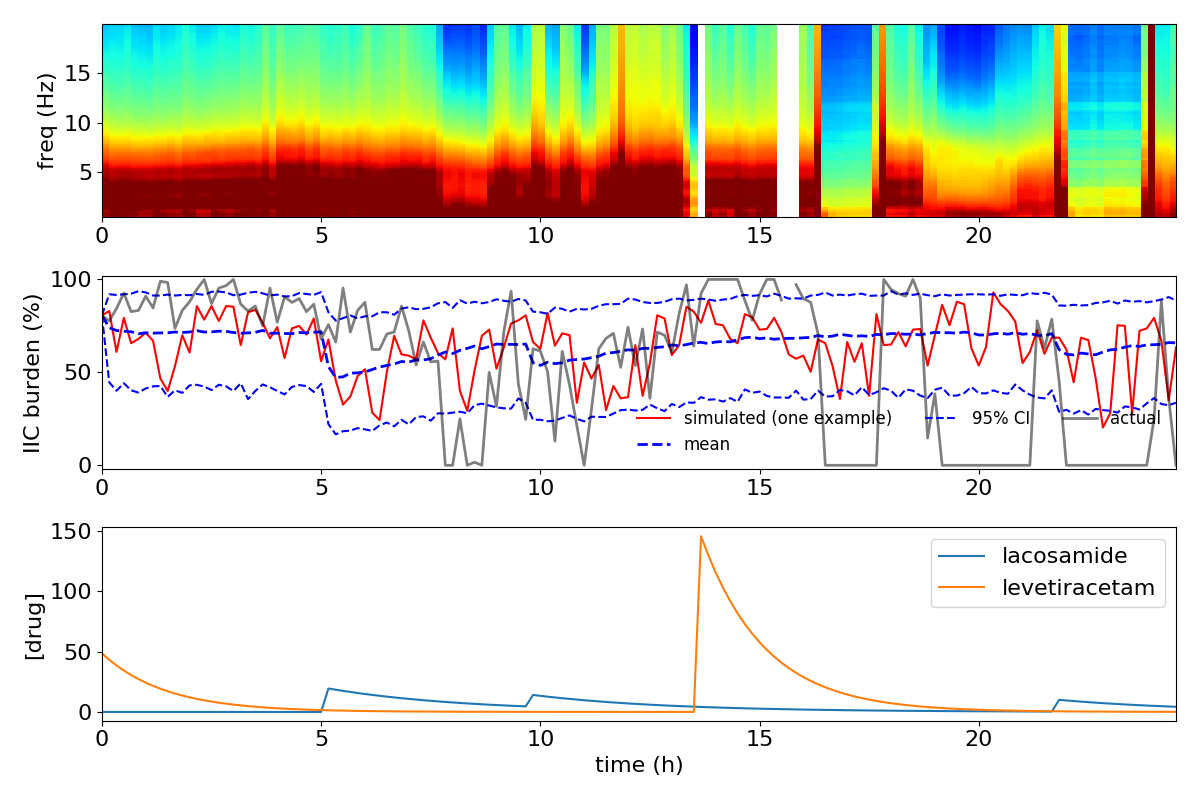 freq (Hz)
15
10
5
0 5 10 15 20
IIC burden (%)
100
50
0
simulated (one example) 95% CI actual
mean
0 5 10 15 20
[drug]
150
100
50
0
lacosamide
levetiracetam
0 5 10 15 20
time (h)